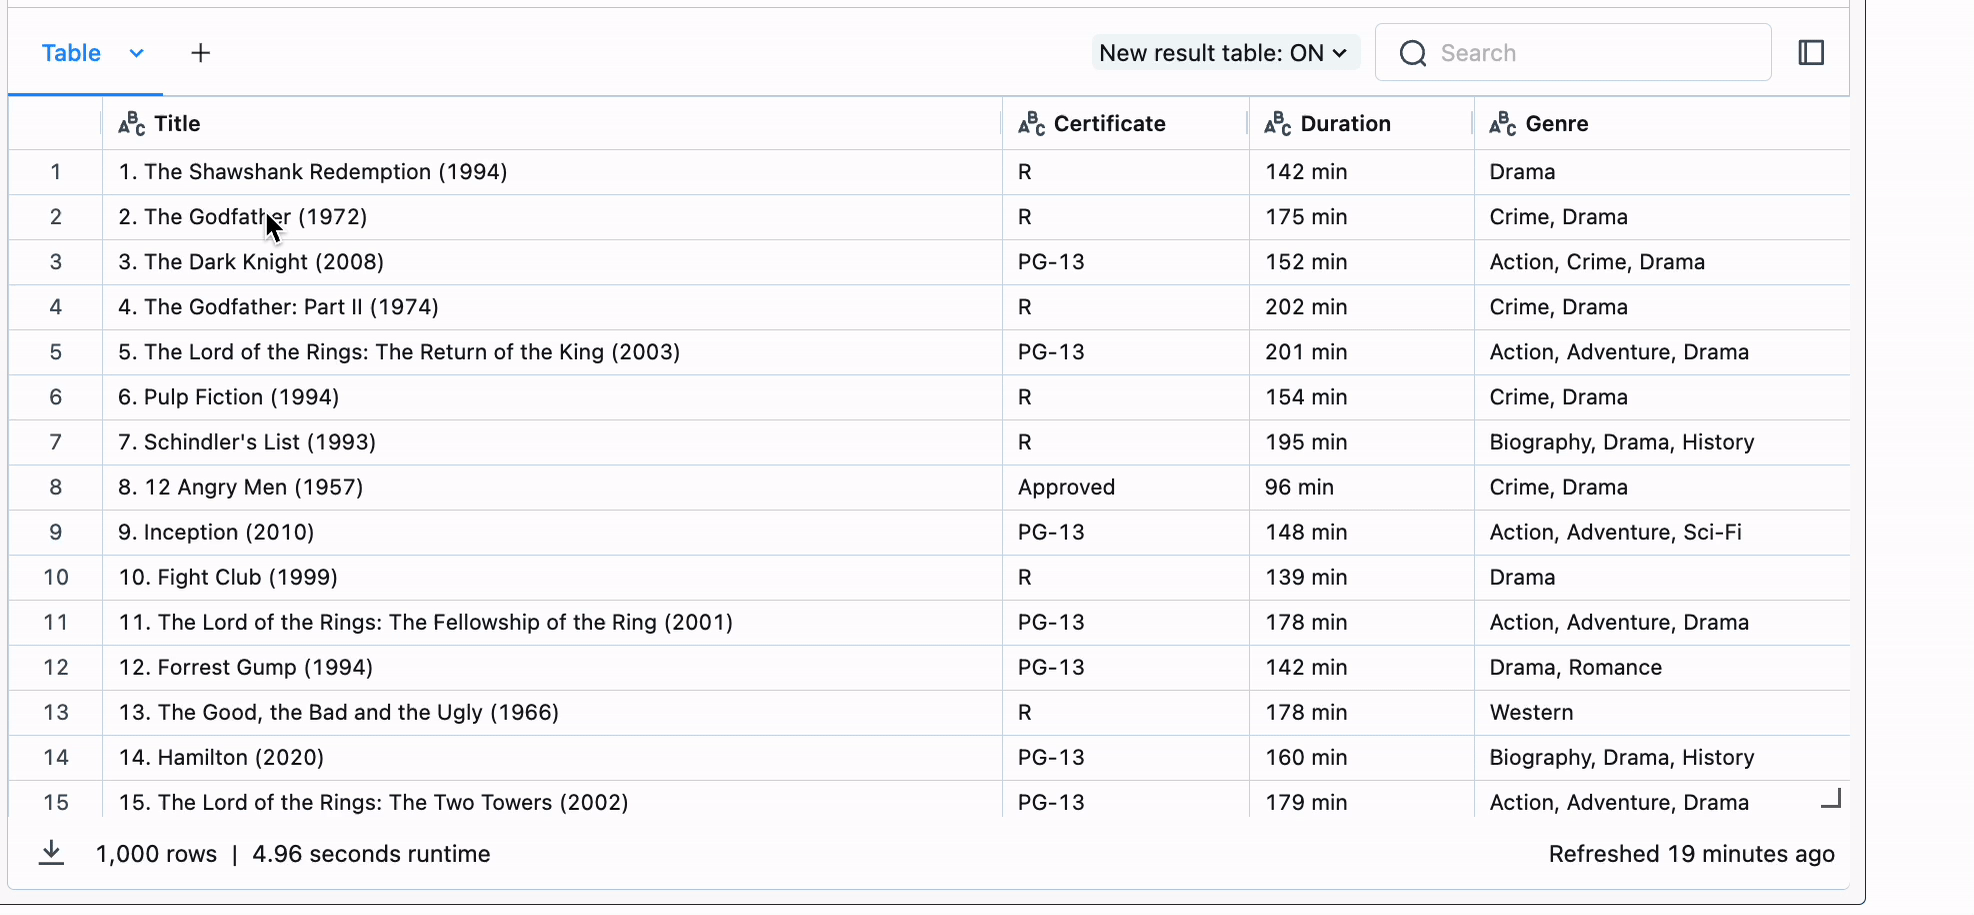 Table
New result table: ON
Search
Title Certificate Duration Genre
1 1. The Shawshank Redemption (1994) R 142 min Drama
2 2. The Godfather (1972) R 175 min Crime, Drama
3 3. The Dark Knight (2008) PG-13 152 min Action, Crime, Drama
4 4. The Godfather: Part II (1974) R 202 min Crime, Drama
5 5. The Lord of the Rings: The Return of the King (2003) PG-13 201 min Action, Adventure, Drama
6 6. Pulp Fiction (1994) R 154 min Crime, Drama
7 7. Schindler's List (1993) R 195 min Biography, Drama, History
8 8. 12 Angry Men (1957) Approved 96 min Crime, Drama
9 9. Inception (2010) PG-13 148 min Action, Adventure, Sci-Fi
10 10. Fight Club (1999) R 139 min Drama
11 11. The Lord of the Rings: The Fellowship of the Ring (2001) PG-13 178 min Action, Adventure, Drama
12 12. Forrest Gump (1994) PG-13 142 min Drama, Romance
13 13. The Good, the Bad and the Ugly (1966) R 178 min Western
14 14. Hamilton (2020) PG-13 160 min Biography, Drama, History
15 15. The Lord of the Rings: The Two Towers (2002) PG-13 179 min Action, Adventure, Drama
1,000 rows | 4.96 seconds runtime
Refreshed 19 minutes ago